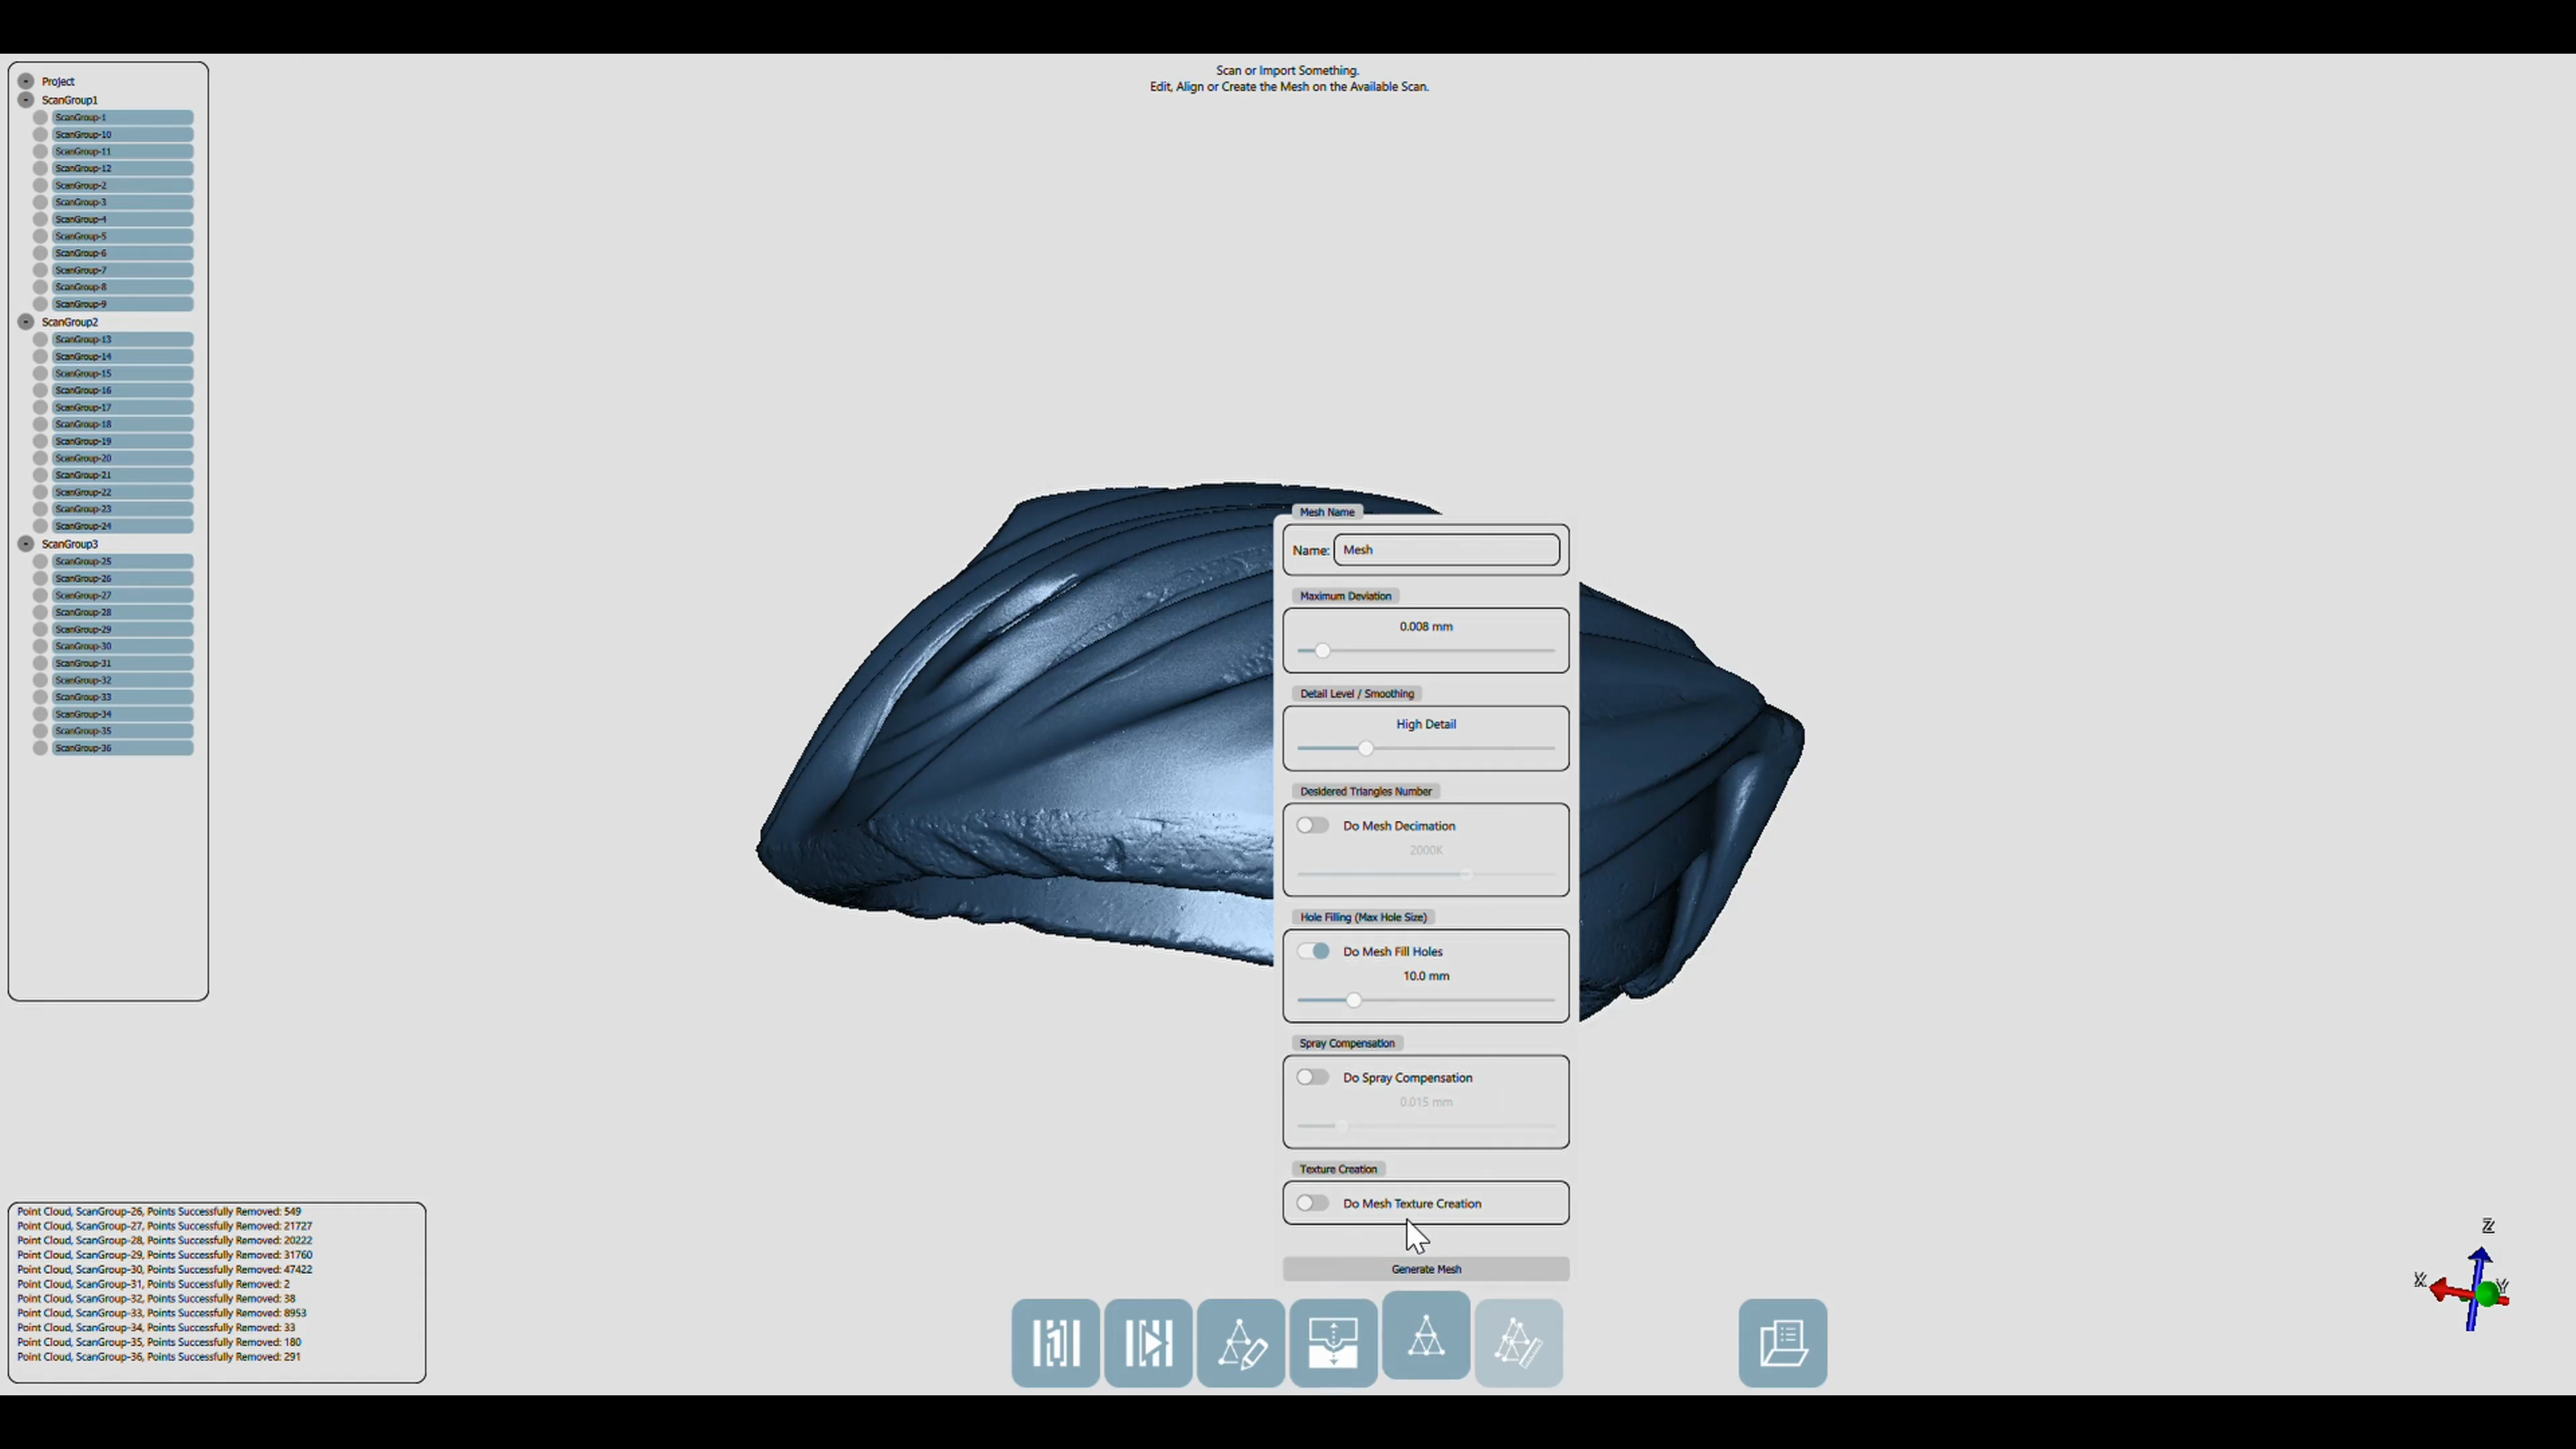 Scan or Import Something.
Edit, Align or Create the Mesh on the Available Scan.
Project
ScanGroup1
ScanGroup-1
ScanGroup-10
ScanGroup-11
ScanGroup-12
ScanGroup-2
ScanGroup-3
ScanGroup-4
ScanGroup-5
ScanGroup-6
ScanGroup-7
ScanGroup-8
ScanGroup-9
ScanGroup2
ScanGroup-13
ScanGroup-14
ScanGroup-15
ScanGroup-16
ScanGroup-17
ScanGroup-18
ScanGroup-19
ScanGroup-20
ScanGroup-21
ScanGroup-22
ScanGroup-23
ScanGroup-24
ScanGroup3
ScanGroup-25
ScanGroup-26
ScanGroup-27
ScanGroup-28
ScanGroup-29
ScanGroup-30
ScanGroup-31
ScanGroup-32
ScanGroup-33
ScanGroup-34
ScanGroup-35
ScanGroup-36
Mesh Name
Name: Mesh
Maximum Deviation
0.008 mm
Detail Level / Smoothing
High Detail
Desidered Triangles Number
Do Mesh Decimation
2000K
Hole Filling (Max Hole Size)
Do Mesh Fill Holes
10.0 mm
Spray Compensation
Do Spray Compensation
0.015 mm
Texture Creation
Do Mesh Texture Creation
Generate Mesh
Point Cloud, ScanGroup-26, Points Successfully Removed: 549
Point Cloud, ScanGroup-27, Points Successfully Removed: 21727
Point Cloud, ScanGroup-28, Points Successfully Removed: 20222
Point Cloud, ScanGroup-29, Points Successfully Removed: 31760
Point Cloud, ScanGroup-30, Points Successfully Removed: 47422
Point Cloud, ScanGroup-31, Points Successfully Removed: 2
Point Cloud, ScanGroup-32, Points Successfully Removed: 38
Point Cloud, ScanGroup-33, Points Successfully Removed: 8953
Point Cloud, ScanGroup-34, Points Successfully Removed: 33
Point Cloud, ScanGroup-35, Points Successfully Removed: 180
Point Cloud, ScanGroup-36, Points Successfully Removed: 291
Z
X
Y